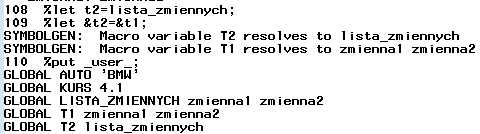 108  %let t2=lista_zmiennych;
109  %let &t2=&t1;
SYMBOLGEN:  Macro variable T2 resolves to lista_zmiennych
SYMBOLGEN:  Macro variable T1 resolves to zmienna1 zmienna2
110  %put _user_;
GLOBAL AUTO 'BMW'
GLOBAL KURS 4.1
GLOBAL LISTA_ZMIENNYCH zmienna1 zmienna2
GLOBAL T1 zmienna1 zmienna2
GLOBAL T2 lista_zmiennych